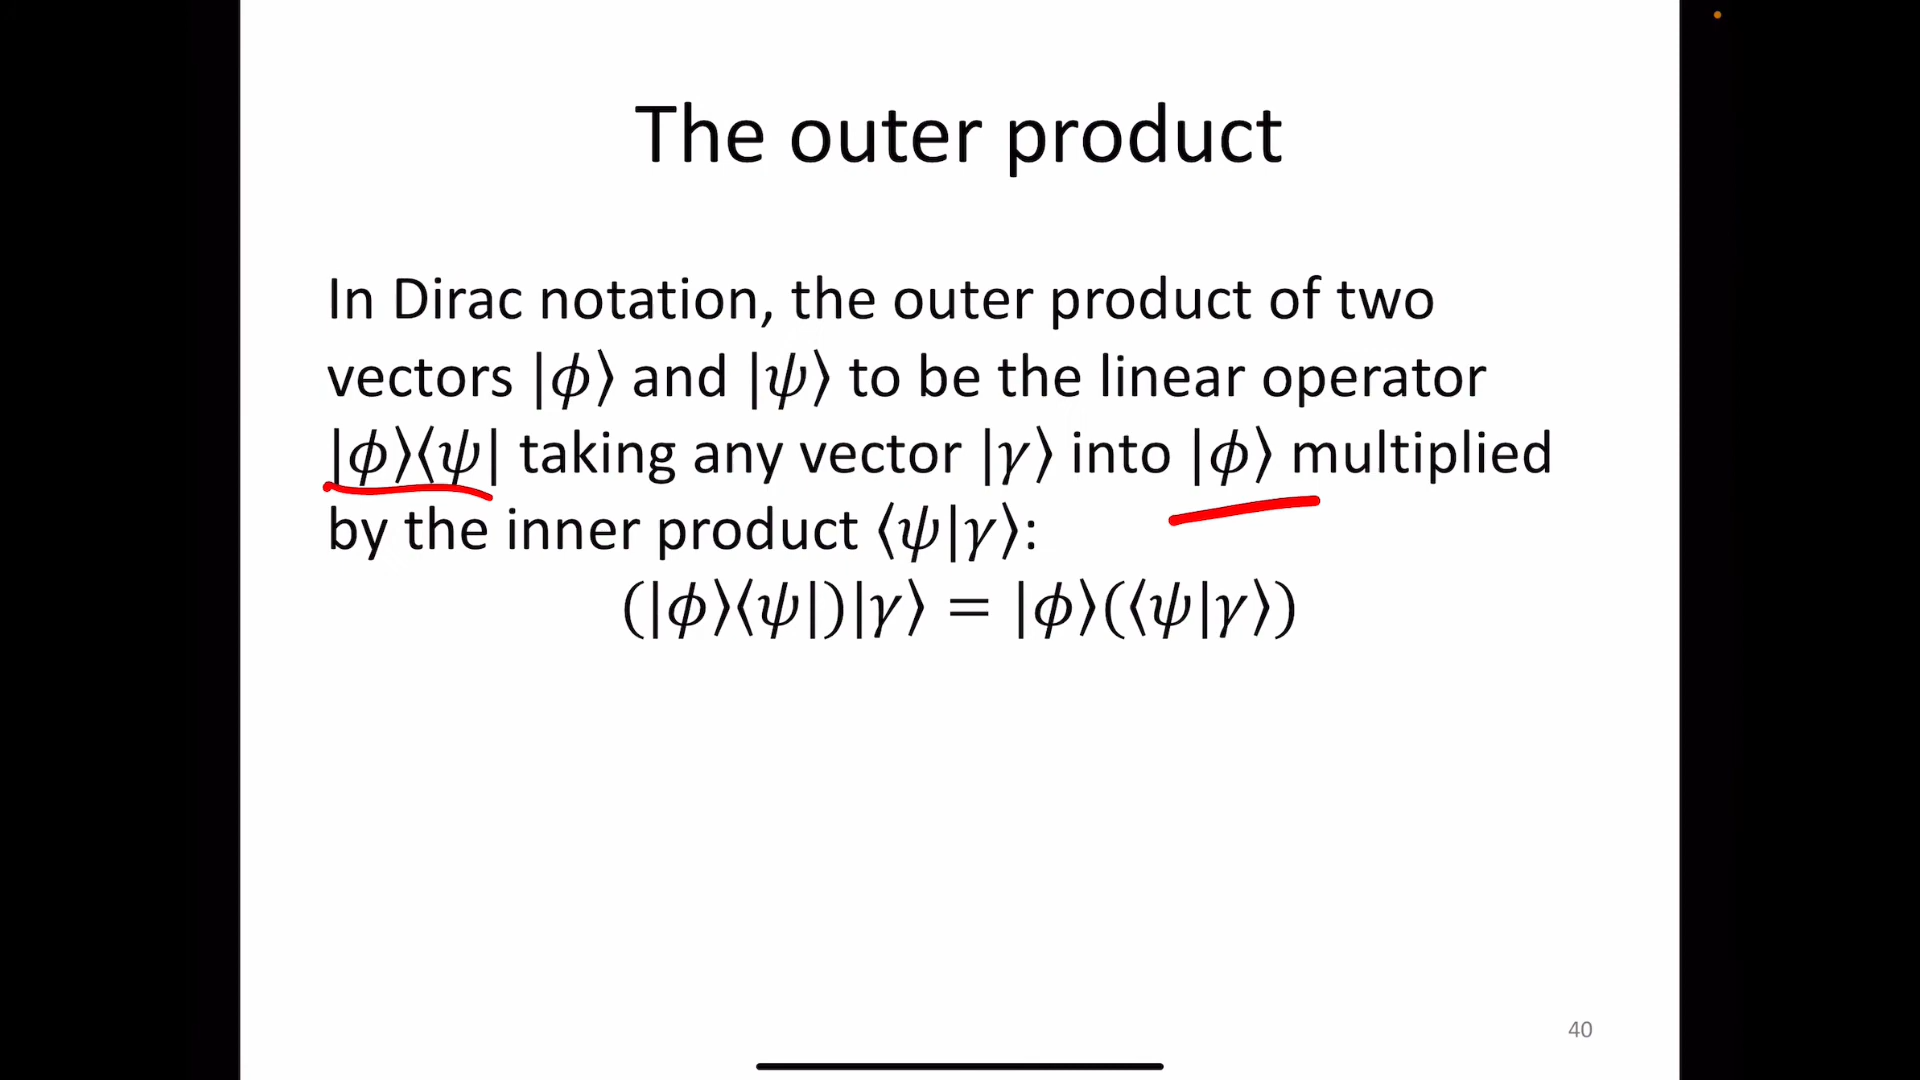 The outer product
In Dirac notation, the outer product of two
vectors |ϕ⟩ and |ψ⟩ to be the linear operator
|ϕ⟩⟨ψ| taking any vector |γ⟩ into |ϕ⟩ multiplied
by the inner product ⟨ψ|γ⟩:
(|ϕ⟩⟨ψ|)|γ⟩ = |ϕ⟩(⟨ψ|γ⟩)
40